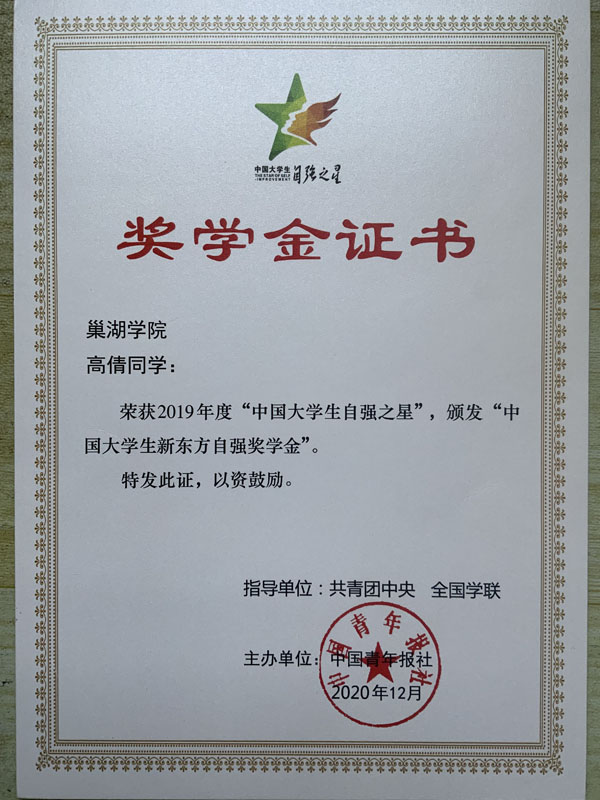 中国大学生
THE STAR OF SELF
-IMPROVEMENT
自强之星
奖学金证书
巢湖学院
高倩同学：
荣获2019年度“中国大学生自强之星”，颁发“中
国大学生新东方自强奖学金”。
特发此证，以资鼓励。
指导单位：共青团中央 全国学联
主办单位：中国青年报社
2020年12月
中国青年报社